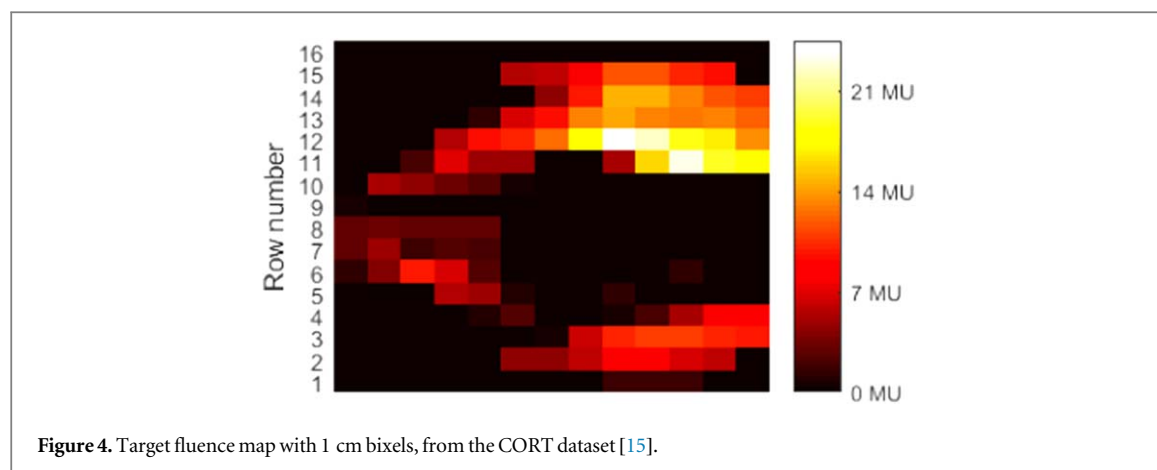 16
15
14
13
12
11
10
9
8
7
6
5
4
3
2
1
Row number
21 MU
14 MU
7 MU
0 MU
Figure 4. Target fluence map with 1 cm bixels, from the CORT dataset [15].